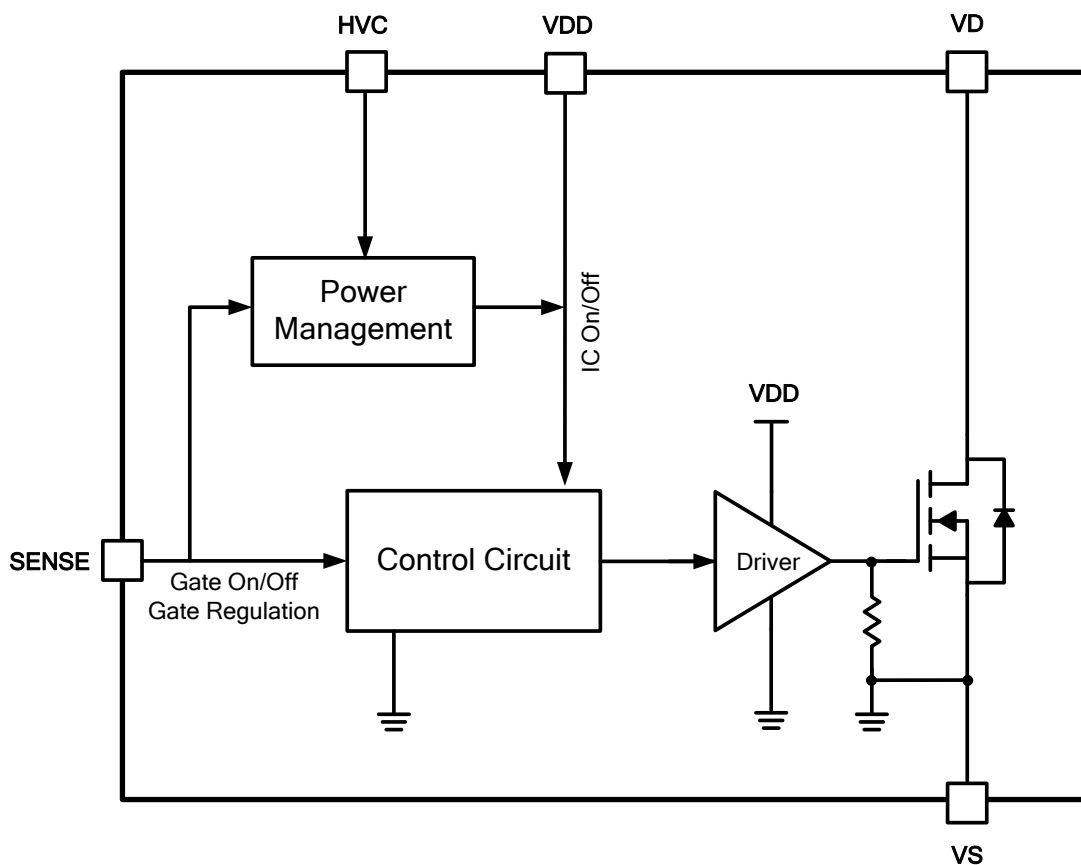 HVC
VDD
VD
Power
Management
IC On/Off
VDD
SENSE
Gate On/Off
Gate Regulation
Control Circuit
Driver
VS